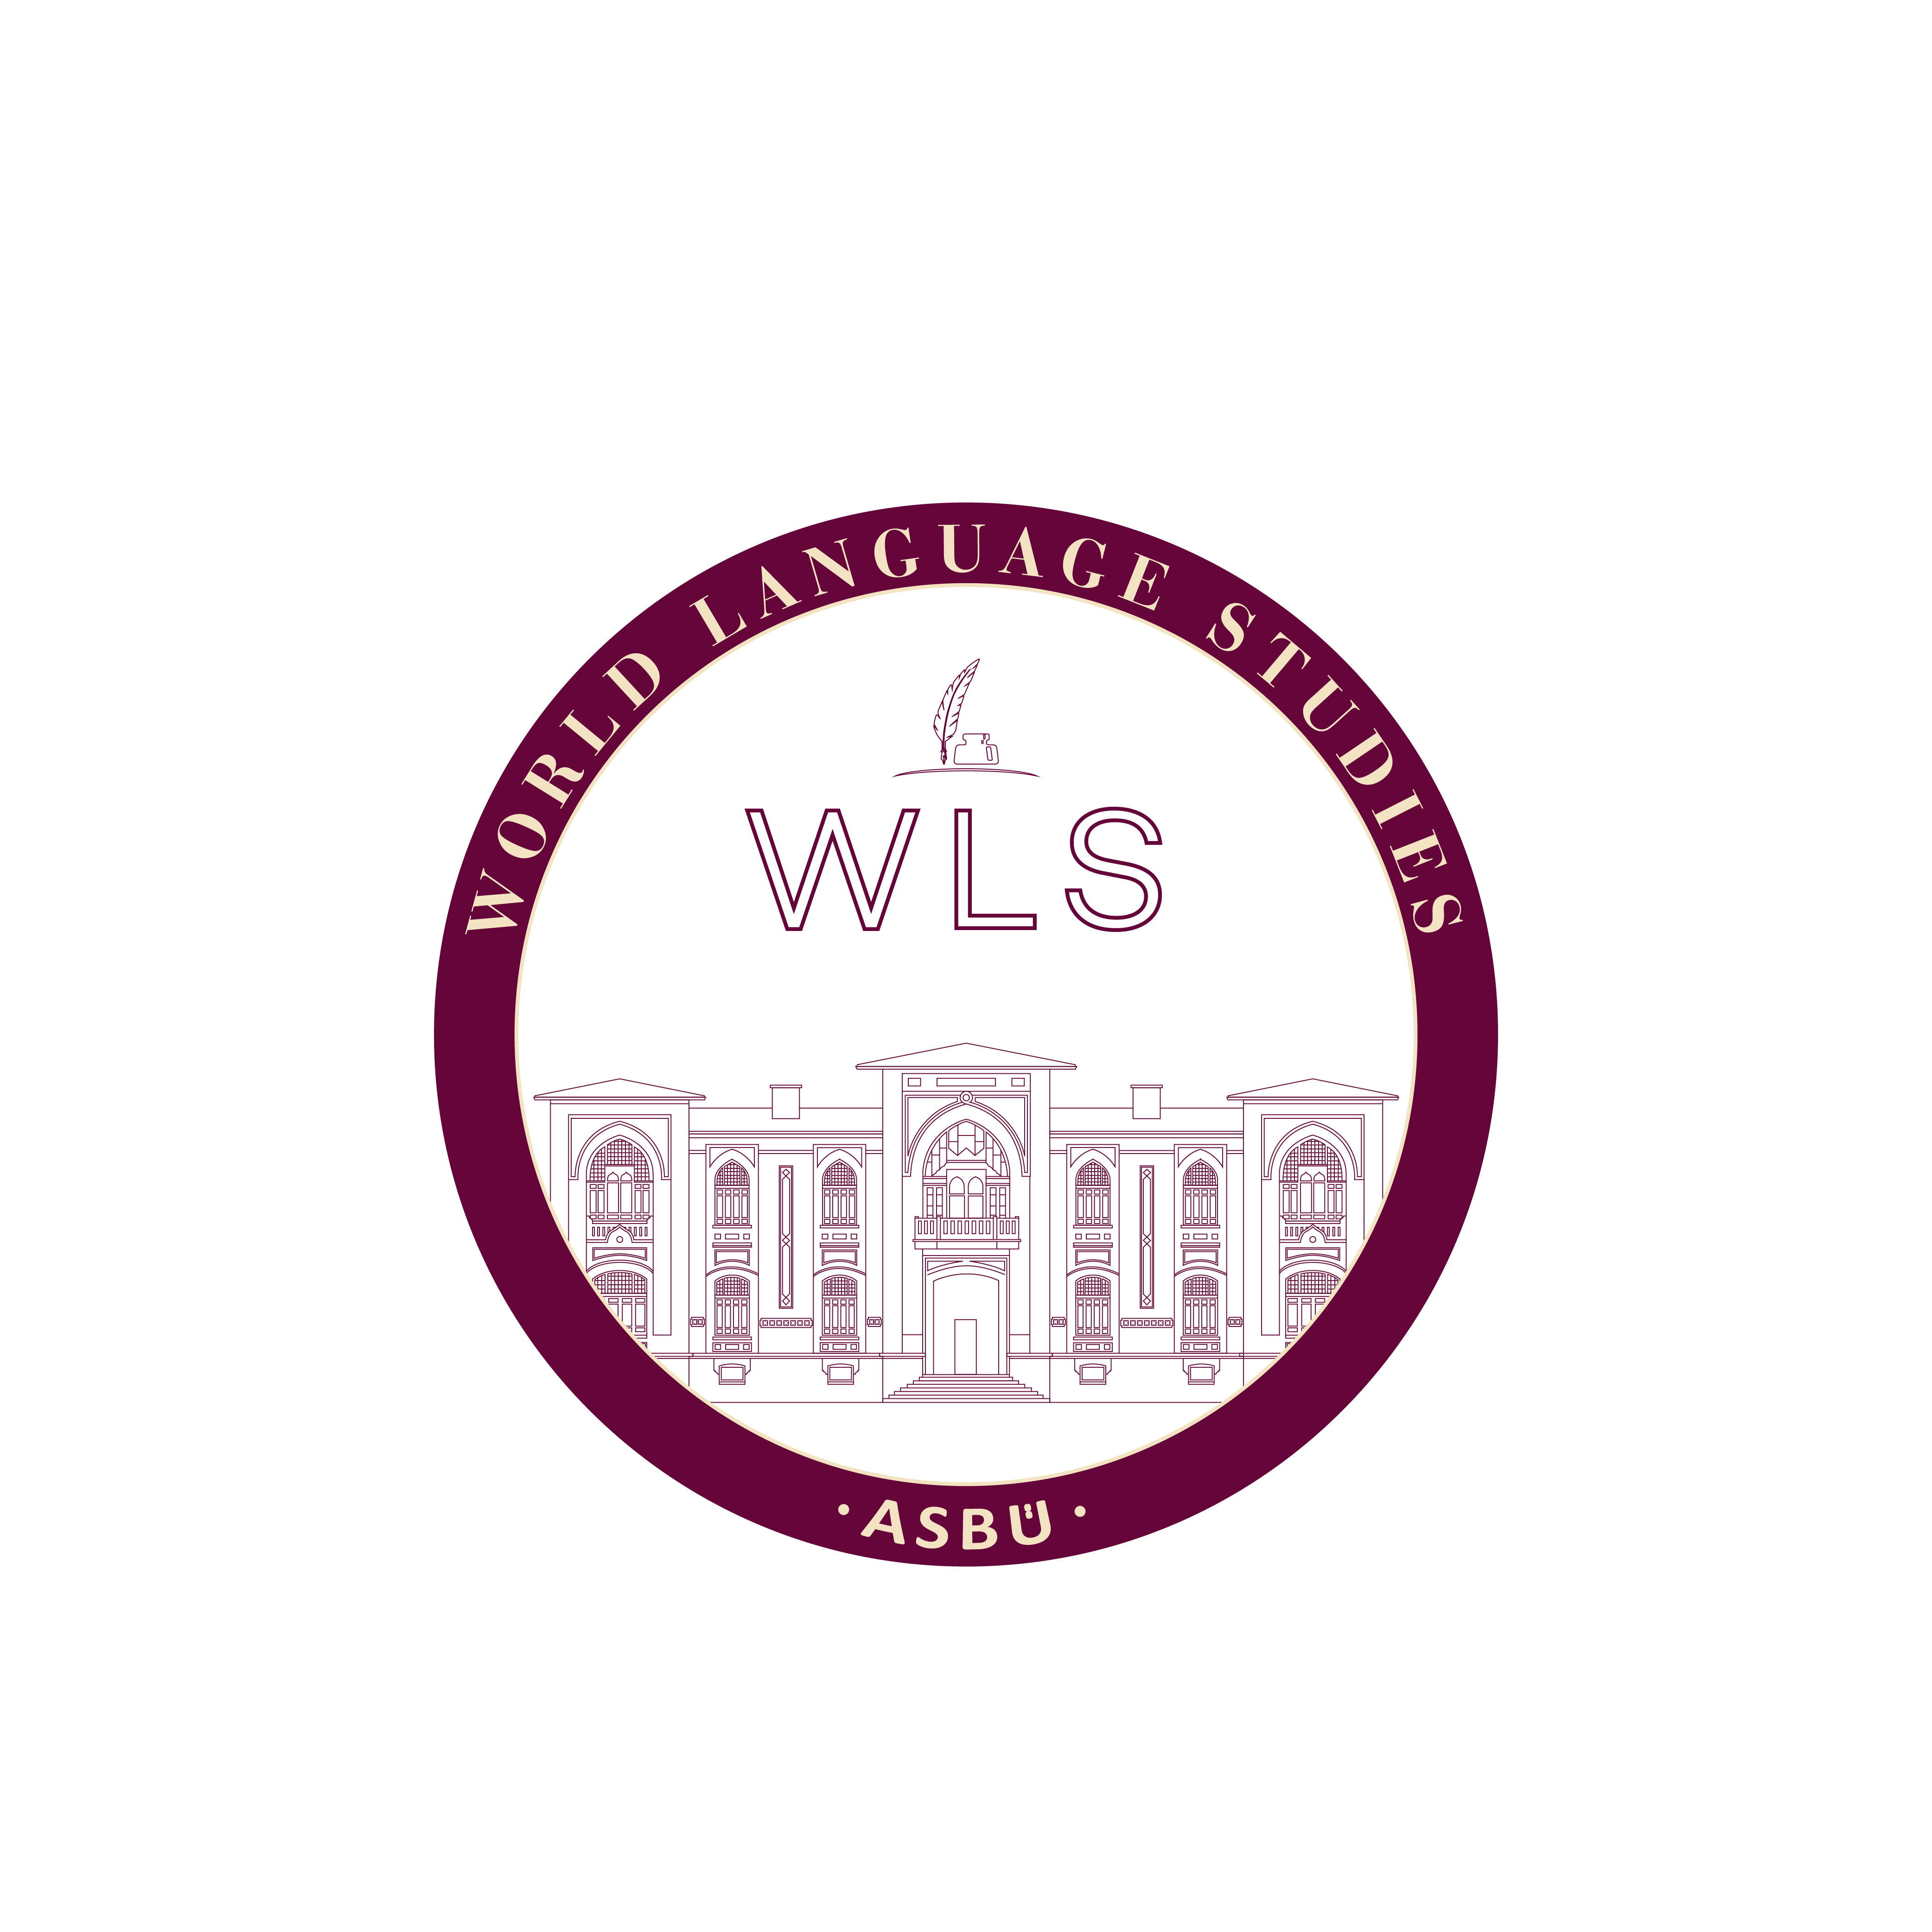 WORLD LANGUAGE STUDIES
WLS
• ASBÜ •